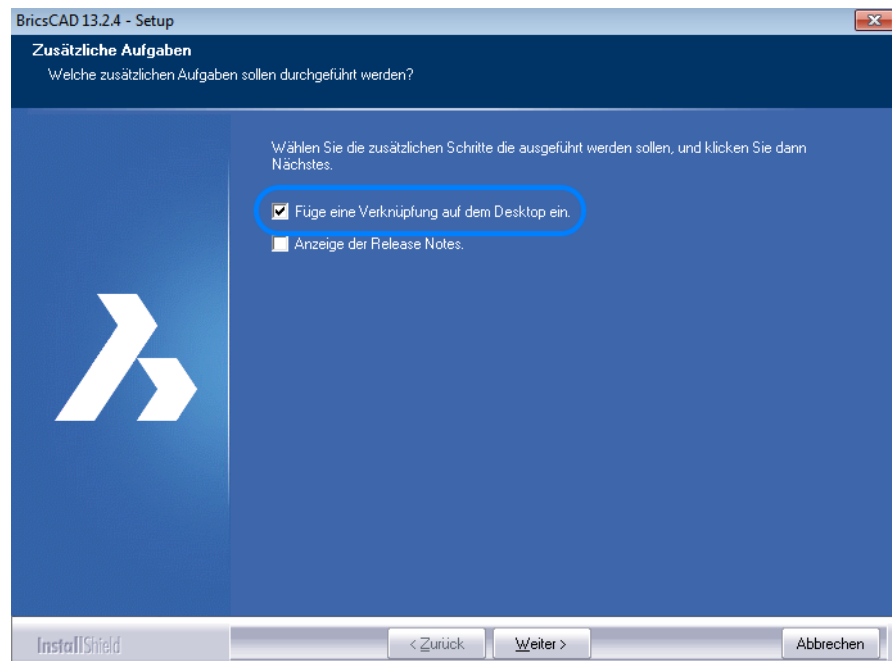 BricsCAD 13.2.4 - Setup
Zusätzliche Aufgaben
Welche zusätzlichen Aufgaben sollen durchgeführt werden?
Wählen Sie die zusätzlichen Schritte die ausgeführt werden sollen, und klicken Sie dann
Nächstes.
Füge eine Verknüpfung auf dem Desktop ein.
Anzeige der Release Notes.
InstallShield
< Zurück
Weiter >
Abbrechen